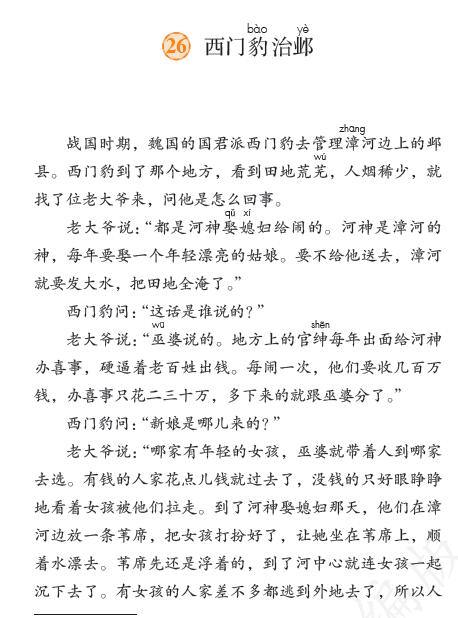 bào yè
26 西门豹治邺
zhāng
战国时期，魏国的国君派西门豹去管理漳河边上的邺
wú
县。西门豹到了那个地方，看到田地荒芜，人烟稀少，就
找了位老大爷来，问他是怎么回事。
qǔ xí
老大爷说：“都是河神娶媳妇给闹的。河神是漳河的
神，每年要娶一个年轻漂亮的姑娘。要不给他送去，漳河
就要发大水，把田地全淹了。”
西门豹问：“这话是谁说的？”
wū shēn
老大爷说：“巫婆说的。地方上的官绅每年出面给河神
办喜事，硬逼着老百姓出钱。每闹一次，他们要收几百万
钱，办喜事只花二三十万，多下来的就跟巫婆分了。”
西门豹问：“新娘是哪儿来的？”
老大爷说：“哪家有年轻的女孩，巫婆就带着人到哪家
去选。有钱的人家花点儿钱就过去了，没钱的只好眼睁睁
地看着女孩被他们拉走。到了河神娶媳妇那天，他们在漳
河边放一条苇席，把女孩打扮好了，让她坐在苇席上，顺
着水漂去。苇席先还是浮着的，到了河中心就连女孩一起
沉下去了。有女孩的人家差不多都逃到外地去了，所以人